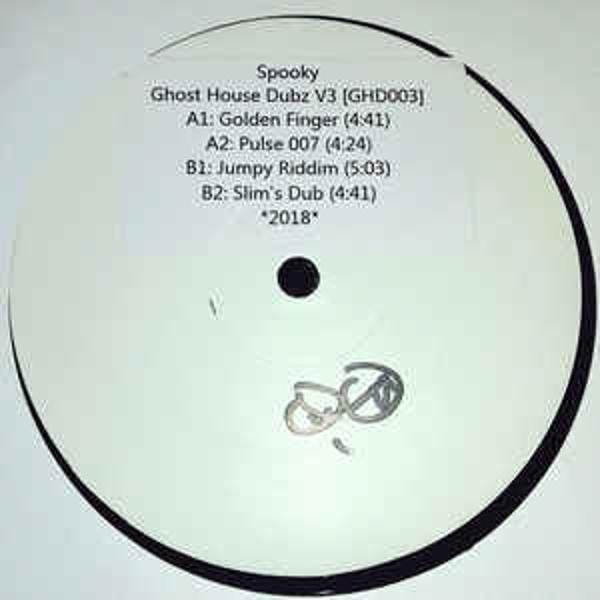 Spooky
Ghost House Dubz V3 [GHD003]
A1: Golden Finger (4:41)
A2: Pulse 007 (4:24)
B1: Jumpy Riddim (5:03)
B2: Slim's Dub (4:41)
*2018*